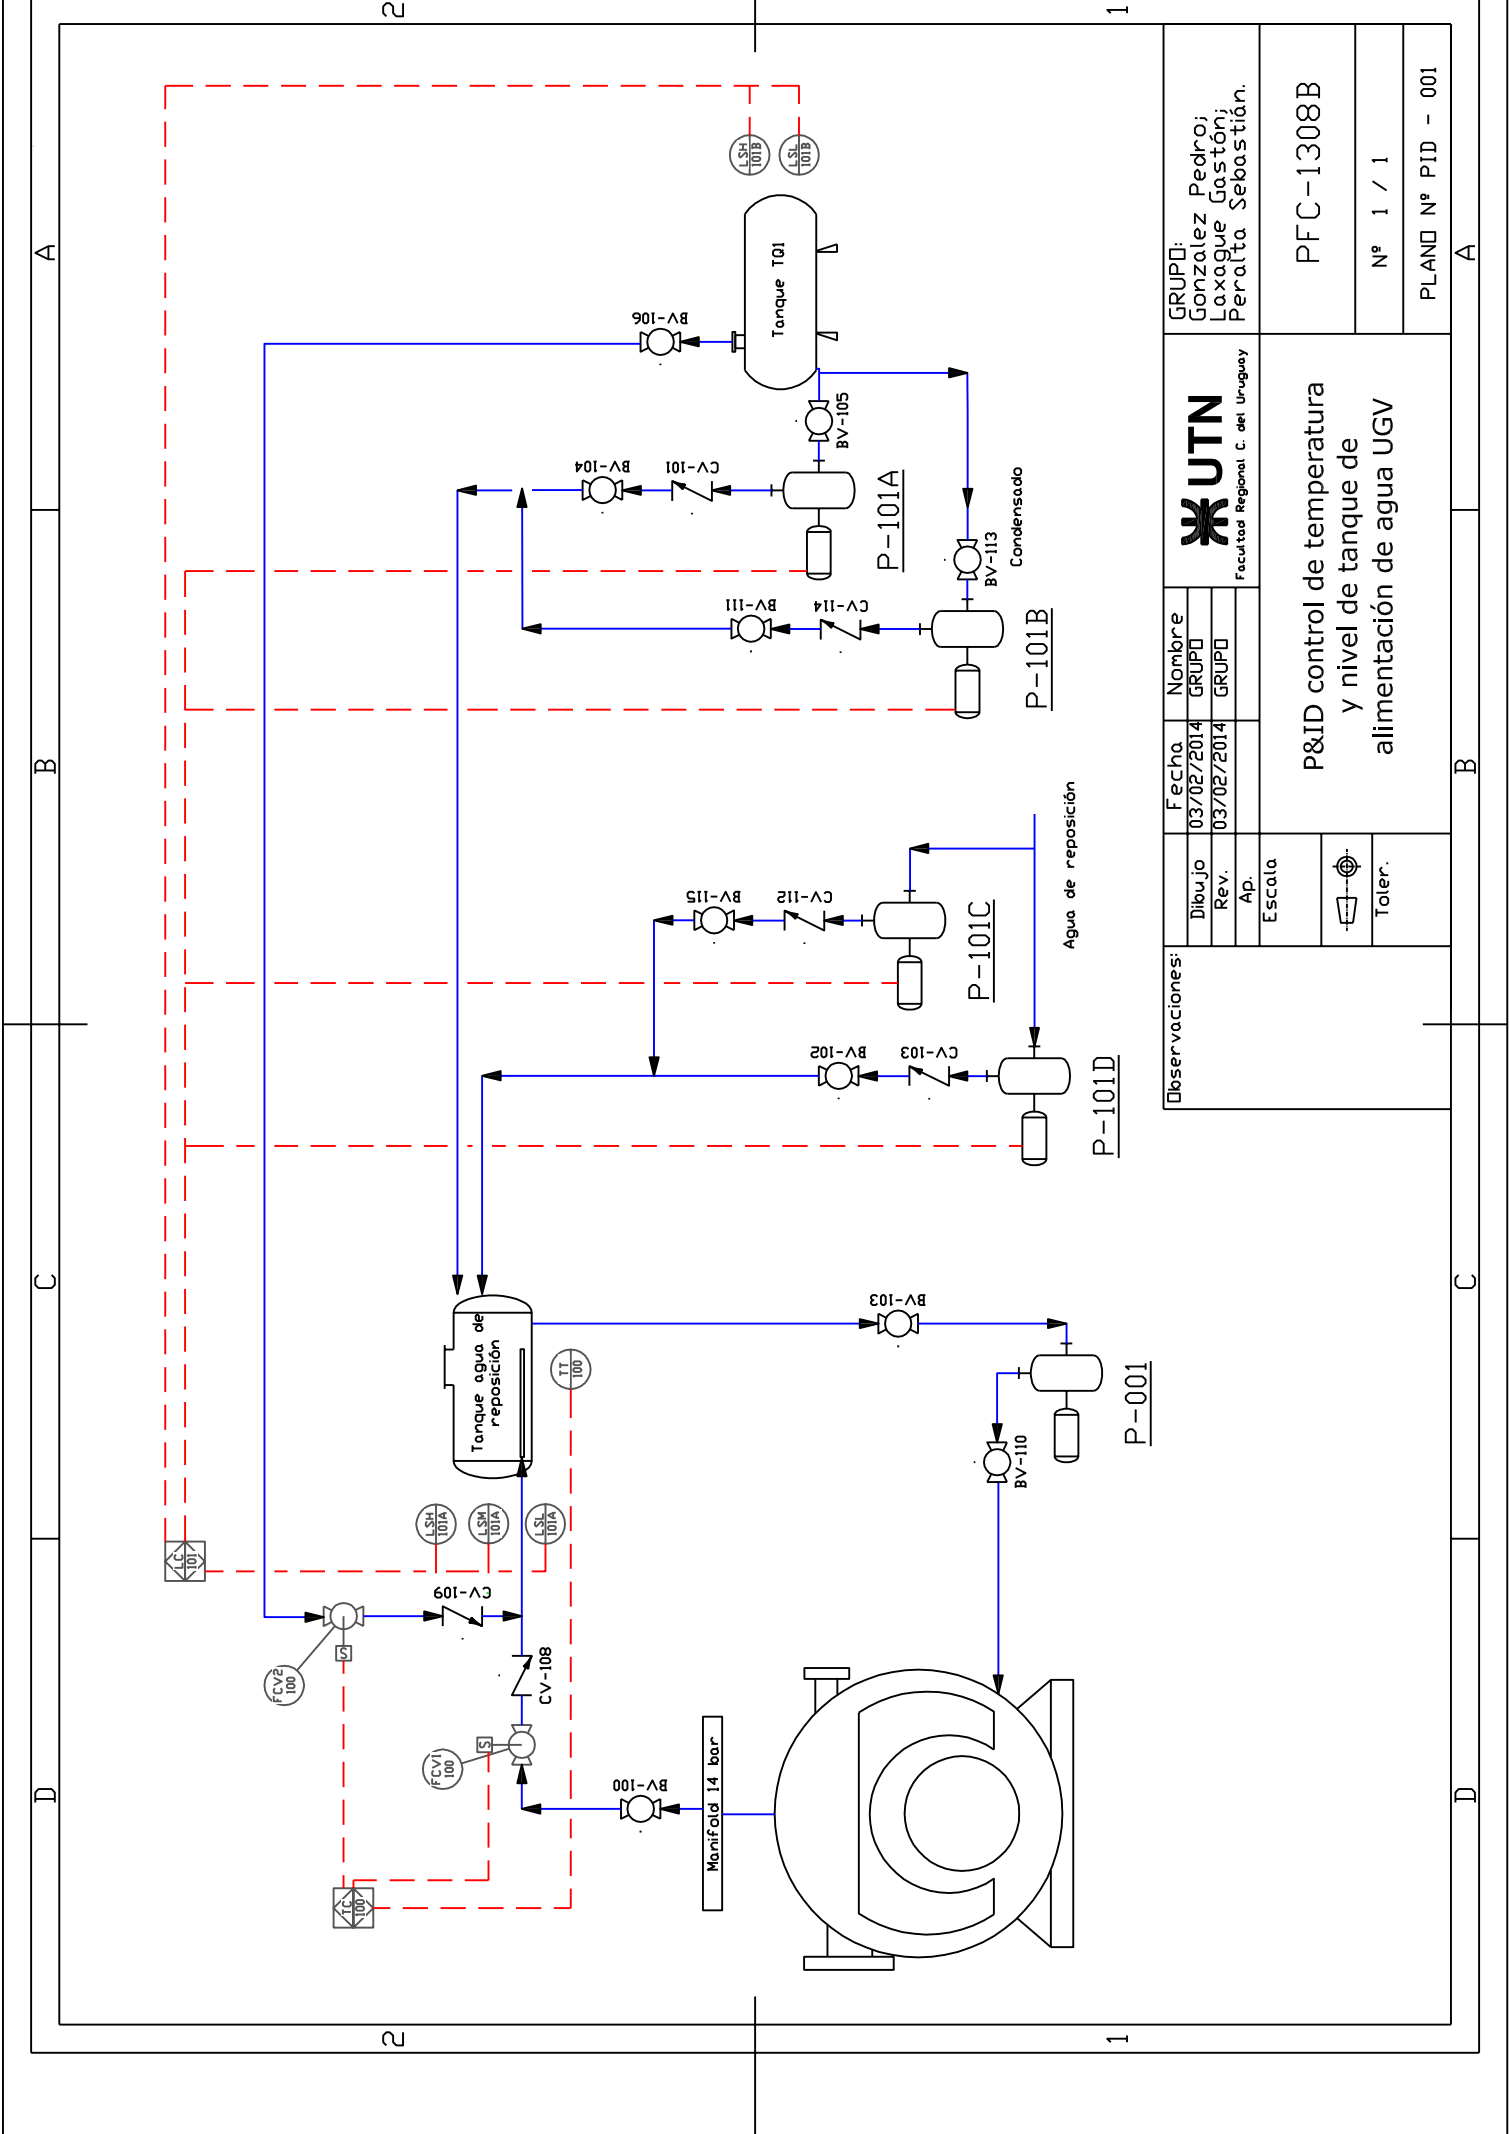 2
1
A
B
C
D
LSH
101B
LSL
101B
Tanque TQ1
BV-106
BV-105
BV-104
CV-101
P-101A
Condensado
BV-113
BV-111
CV-114
P-101B
Agua de reposición
BV-115
CV-112
P-101C
BV-102
CV-103
P-101D
Tanque agua de
reposición
TT
100
BV-103
P-001
BV-110
LSH
101A
LSM
101A
LSL
101A
LC
101
CV-109
FCV2
100
S
CV-108
FCV1
100
S
BV-100
Manifold 14 bar
TC
100
2
1
A
B
C
D
Observaciones:
Fecha
Nombre
Dibujo
03/02/2014
GRUPO
Rev.
03/02/2014
GRUPO
Ap.
Escala
Toler.
UTN
Facultad Regional C. del Uruguay
GRUPO:
Gonzalez Pedro;
Laxague Gastón;
Peralta Sebastián.
P&ID control de temperatura
y nivel de tanque de
alimentación de agua UGV
PFC-1308B
Nº 1 / 1
PLANO Nº PID - 001